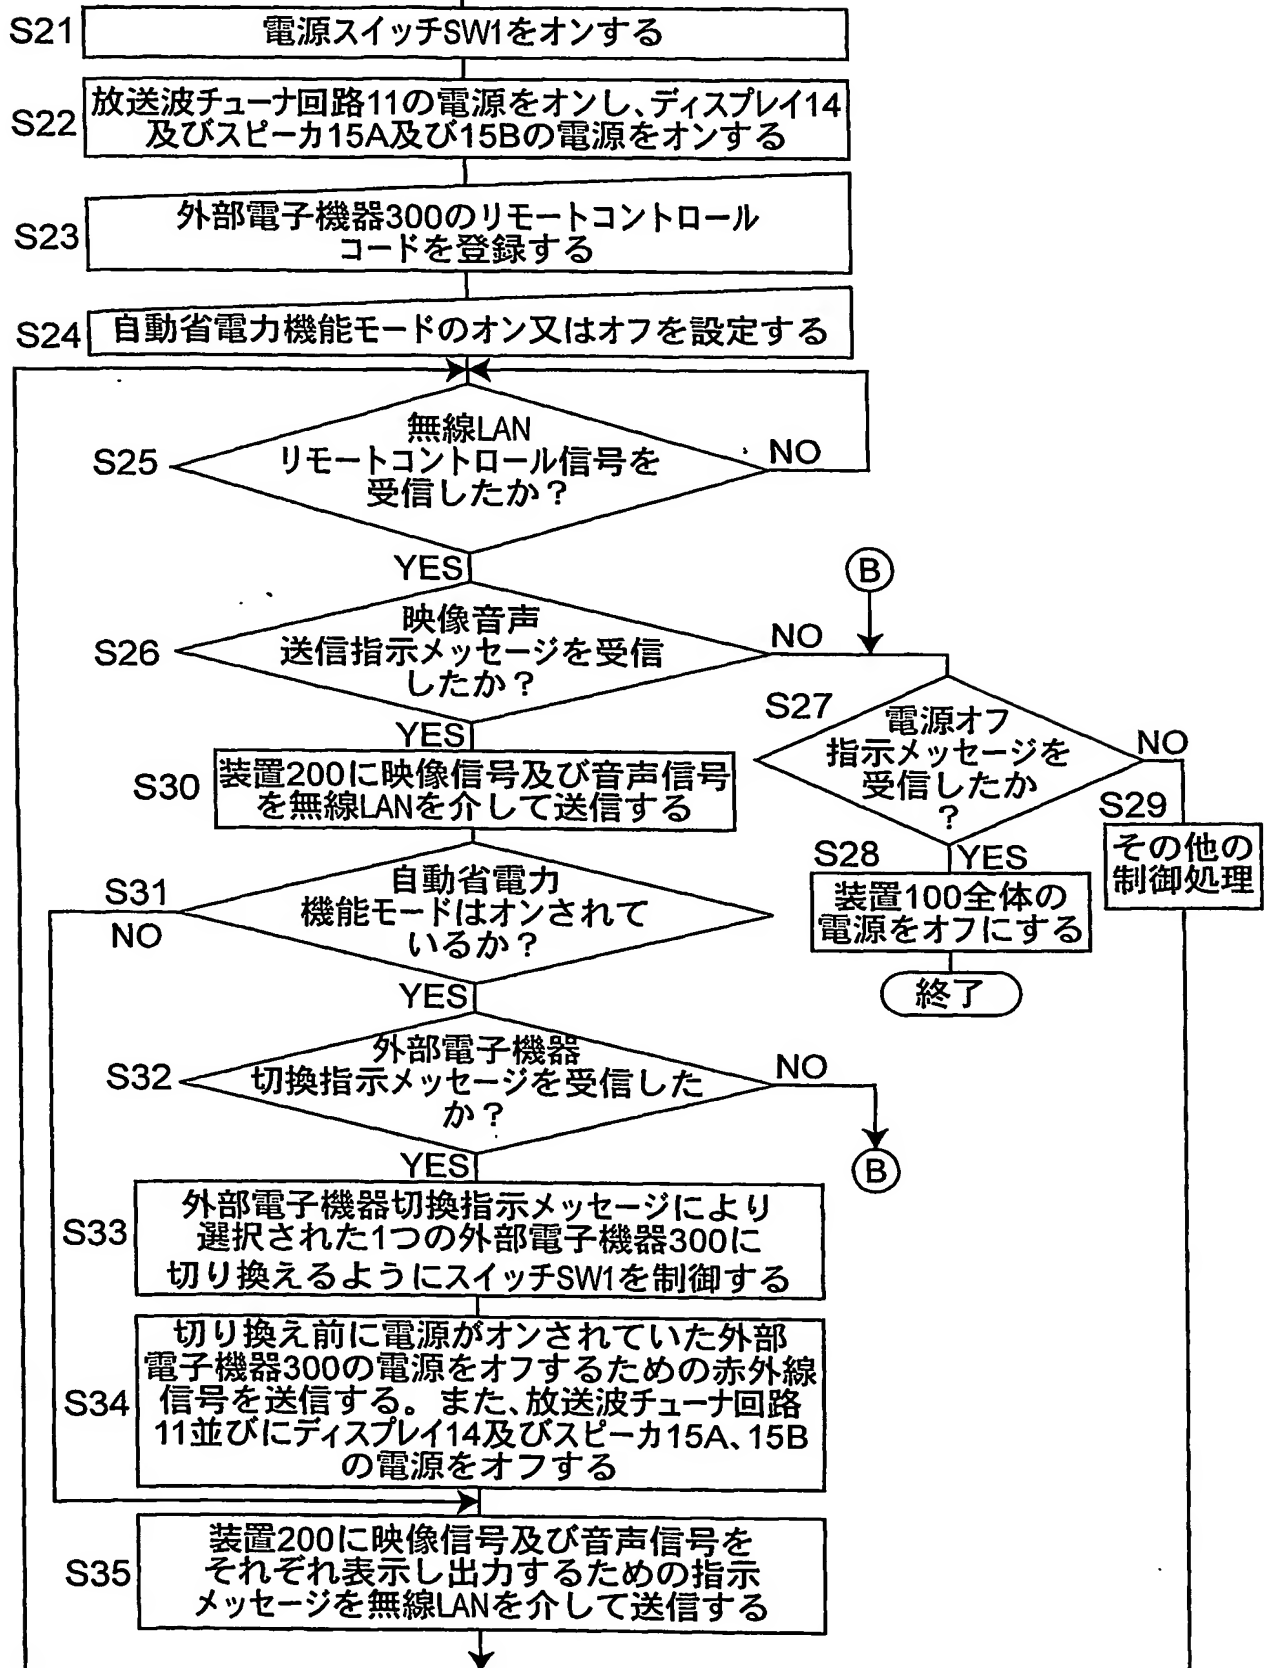 S21
電源スイッチSW1をオンする
S22
放送波チューナ回路11の電源をオンし、ディスプレイ14
及びスピーカ15A及び15Bの電源をオンする
S23
外部電子機器300のリモートコントロール
コードを登録する
S24
自動省電力機能モードのオン又はオフを設定する
S25
無線LAN
リモートコントロール信号を
受信したか？
NO
YES
B
S26
映像音声
送信指示メッセージを受信
したか？
NO
YES
S27
電源オフ
指示メッセージを
受信したか
？
NO
YES
S28
装置100全体の
電源をオフにする
終了
S29
その他の
制御処理
S30
装置200に映像信号及び音声信号
を無線LANを介して送信する
S31
自動省電力
機能モードはオンされて
いるか？
NO
YES
S32
外部電子機器
切換指示メッセージを受信した
か？
NO
B
YES
S33
外部電子機器切換指示メッセージにより
選択された1つの外部電子機器300に
切り換えるようにスイッチSW1を制御する
S34
切り換え前に電源がオンされていた外部
電子機器300の電源をオフするための赤外線
信号を送信する。また、放送波チューナ回路
11並びにディスプレイ14及びスピーカ15A、15B
の電源をオフする
S35
装置200に映像信号及び音声信号を
それぞれ表示し出力するための指示
メッセージを無線LANを介して送信する